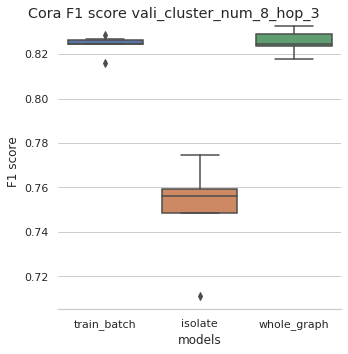 Cora F1 score vali_cluster_num_8_hop_3
0.82
0.80
0.78
0.76
0.74
0.72
F1 score
train_batch
isolate
whole_graph
models